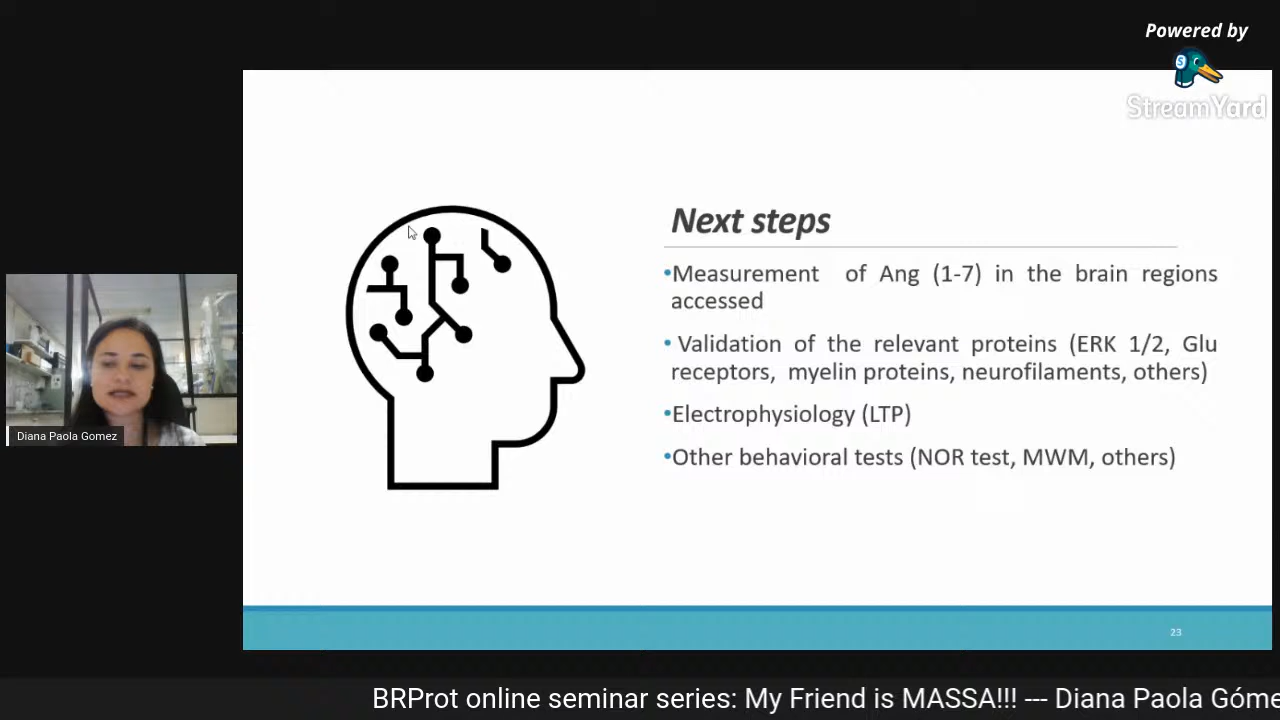 Powered by
StreamYard
Next steps
•Measurement of Ang (1-7) in the brain regions
accessed
• Validation of the relevant proteins (ERK 1/2, Glu
receptors, myelin proteins, neurofilaments, others)
•Electrophysiology (LTP)
•Other behavioral tests (NOR test, MWM, others)
Diana Paola Gomez
23
BRProt online seminar series: My Friend is MASSA!!! --- Diana Paola Góme